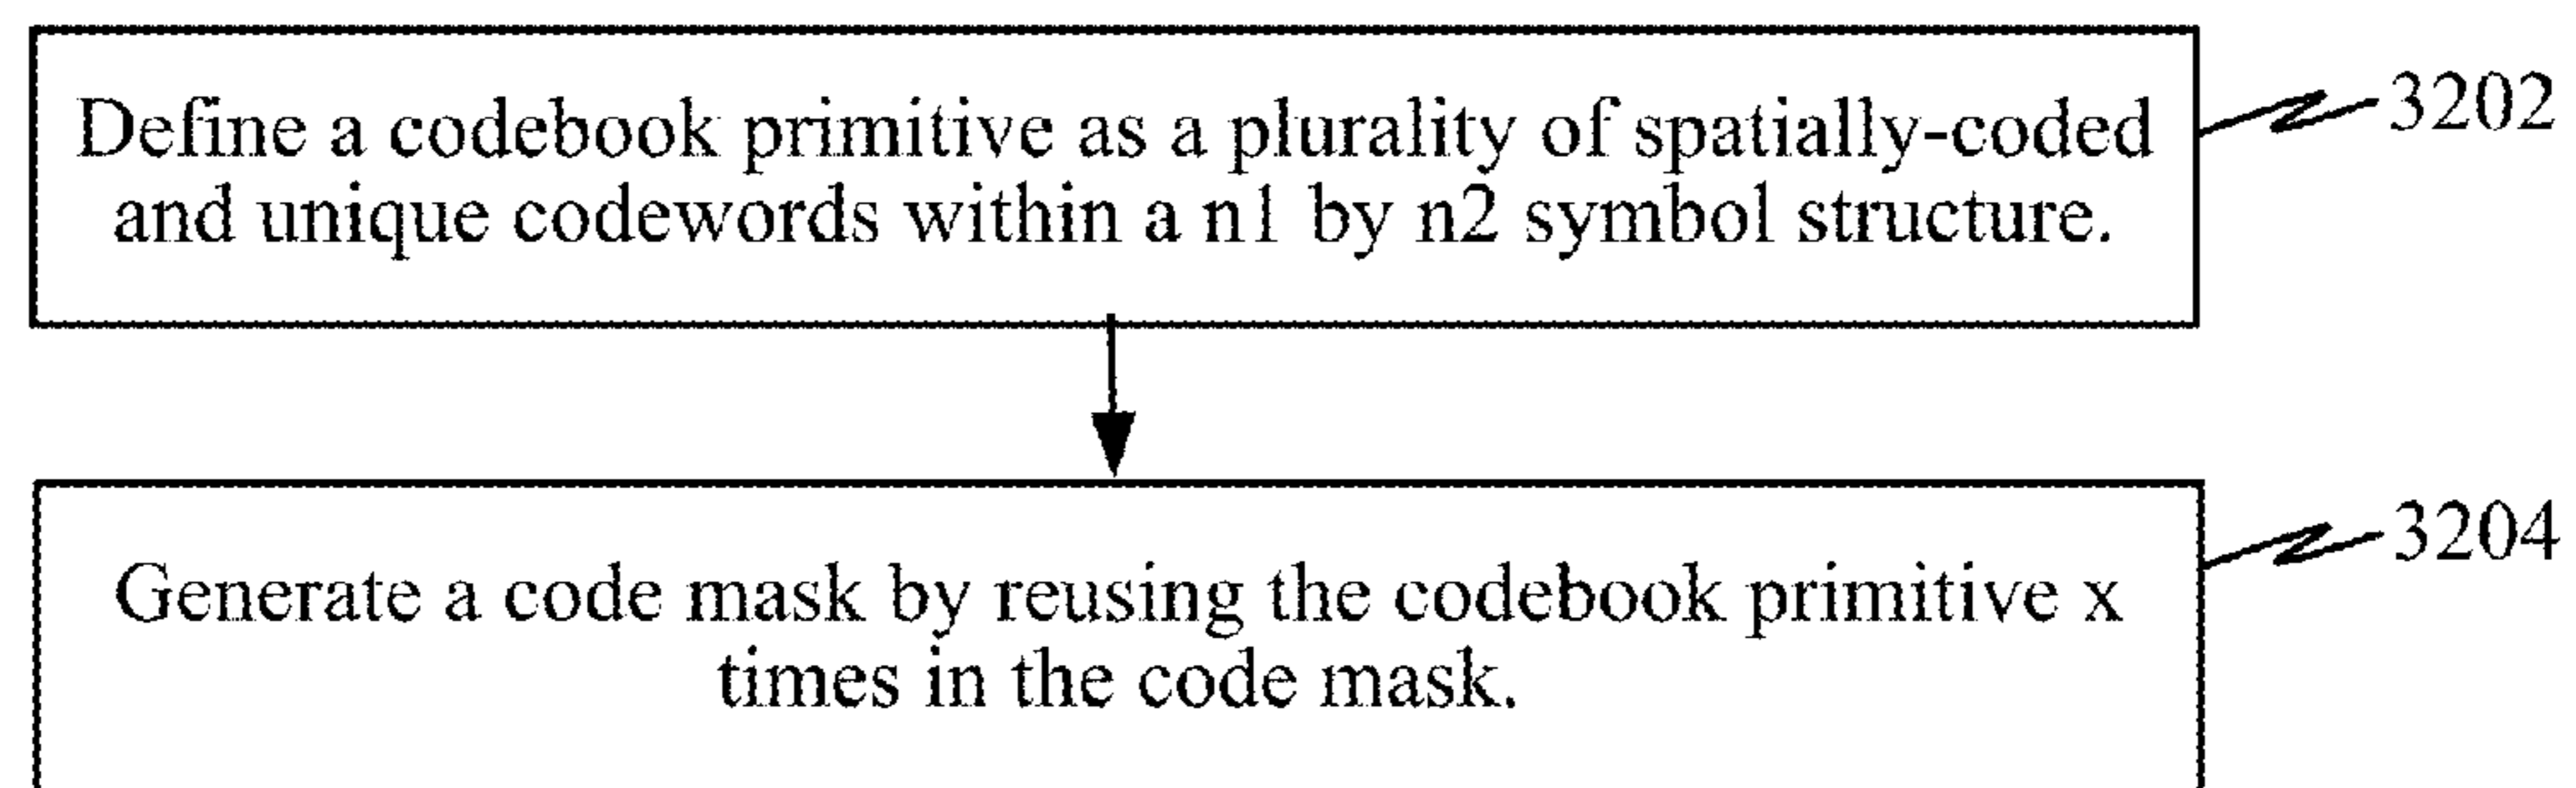 Define a codebook primitive as a plurality of spatially-coded
and unique codewords within a n1 by n2 symbol structure.
3202
Generate a code mask by reusing the codebook primitive x
times in the code mask.
3204